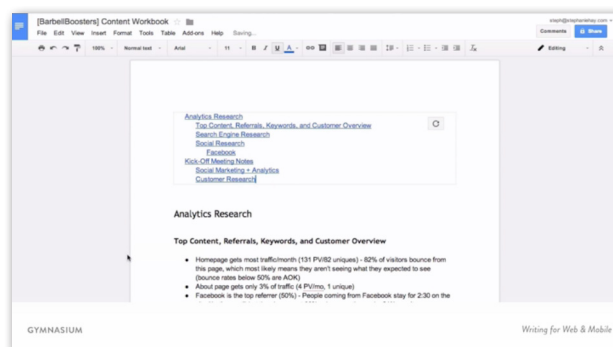 [BarbellBoosters] Content Workbook
steph@stephaniehay.com
File Edit View Insert Format Tools Table Add-ons Help Saving...
Comments Share
100% Normal text Arial 11 B I U A Editing
Analytics Research
Top Content, Referrals, Keywords, and Customer Overview
Search Engine Research
Social Research
Facebook
Kick-Off Meeting Notes
Social Marketing + Analytics
Customer Research
Analytics Research
Top Content, Referrals, Keywords, and Customer Overview
Homepage gets most traffic/month (131 PV/82 uniques) - 82% of visitors bounce from
this page, which most likely means they aren't seeing what they expected to see
(bounce rates below 50% are AOK)
About page gets only 3% of traffic (4 PV/mo, 1 unique)
Facebook is the top referrer (50%) - People coming from Facebook stay for 2:30 on the
GYMNASIUM
Writing for Web & Mobile